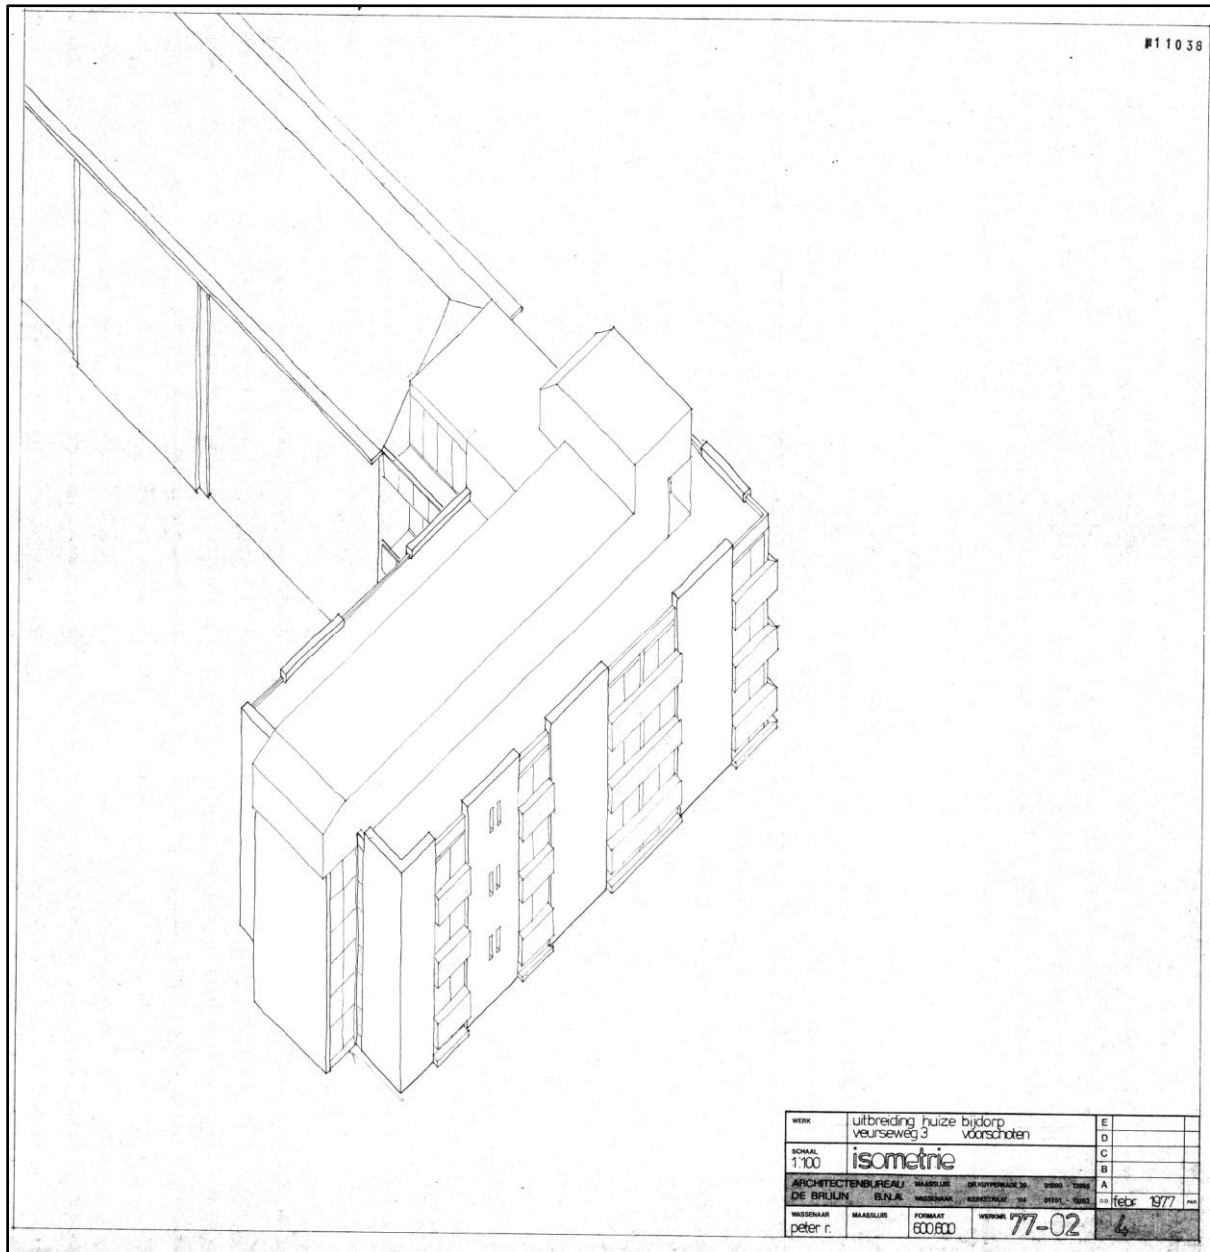 11038
WERK
uitbreiding huize bijdorp
veurseweg 3 voorschoten
E
D
SCHAAL
1:100
isometrie
C
B
ARCHITECTENBUREAU MAASSLUIS
A
DE BRUIJN B.N.A. WASSENAAR
febr 1977
WASSENAAR
peter r.
MAASSLUIS
FORMAAT
600.600
WERKNR.
77-02
4